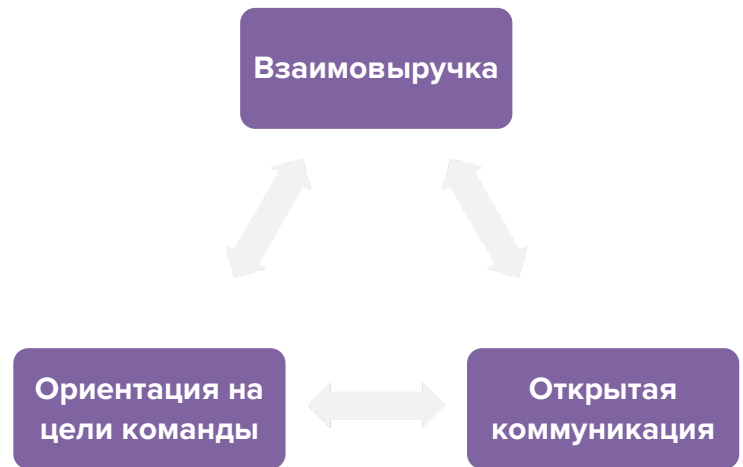 Взаимовыручка
Ориентация на
цели команды
Открытая
коммуникация